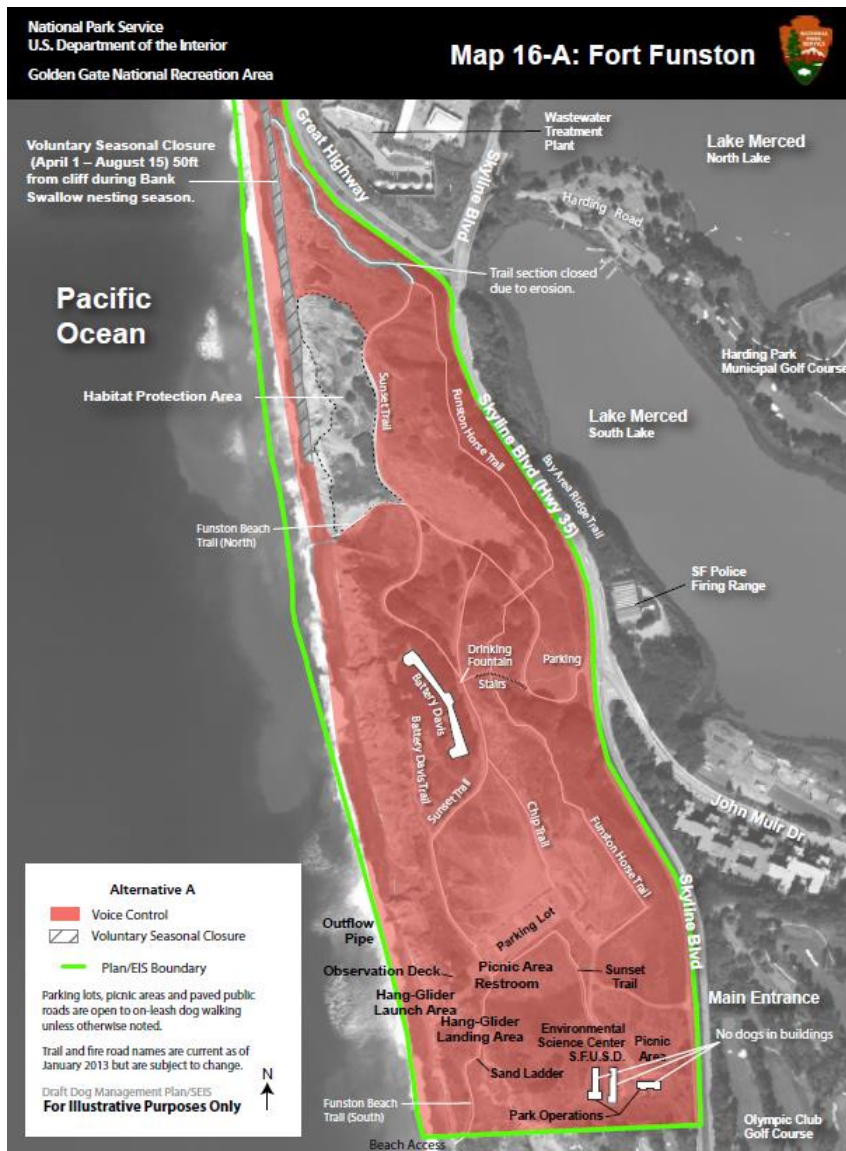 National Park Service
U.S. Department of the Interior
Golden Gate National Recreation Area
Map 16-A: Fort Funston
NATIONAL
PARK
SERVICE
Voluntary Seasonal Closure
(April 1 – August 15) 50ft
from cliff during Bank
Swallow nesting season.
Great Highway
Skyline Blvd
Wastewater
Treatment
Plant
Lake Merced
North Lake
Harding Road
Trail section closed
due to erosion.
Pacific
Ocean
Harding Park
Municipal Golf Course
Habitat Protection Area
Sunset Trail
Funston Horse Trail
Skyline Blvd (Hwy 35)
Lake Merced
South Lake
Bay Area Ridge Trail
Funston Beach
Trail (North)
SF Police
Firing Range
Drinking
Fountain
Stairs
Parking
Battery Davis
Battery Davis Trail
Sunset Trail
Chip Trail
Funston Horse Trail
John Muir Dr
Skyline Blvd
Alternative A
Voice Control
Voluntary Seasonal Closure
Plan/EIS Boundary
Parking lots, picnic areas and paved public
roads are open to on-leash dog walking
unless otherwise noted.
Trail and fire road names are current as of
January 2013 but are subject to change.
Draft Dog Management Plan/SEIS
For Illustrative Purposes Only
N
Outflow
Pipe
Parking Lot
Observation Deck
Picnic Area
Restroom
Sunset
Trail
Hang-Glider
Launch Area
Main Entrance
Hang-Glider
Landing Area
Environmental
Science Center
S.F.U.S.D.
Picnic
Area
No dogs in buildings
Sand Ladder
Park Operations
Funston Beach
Trail (South)
Beach Access
Olympic Club
Golf Course